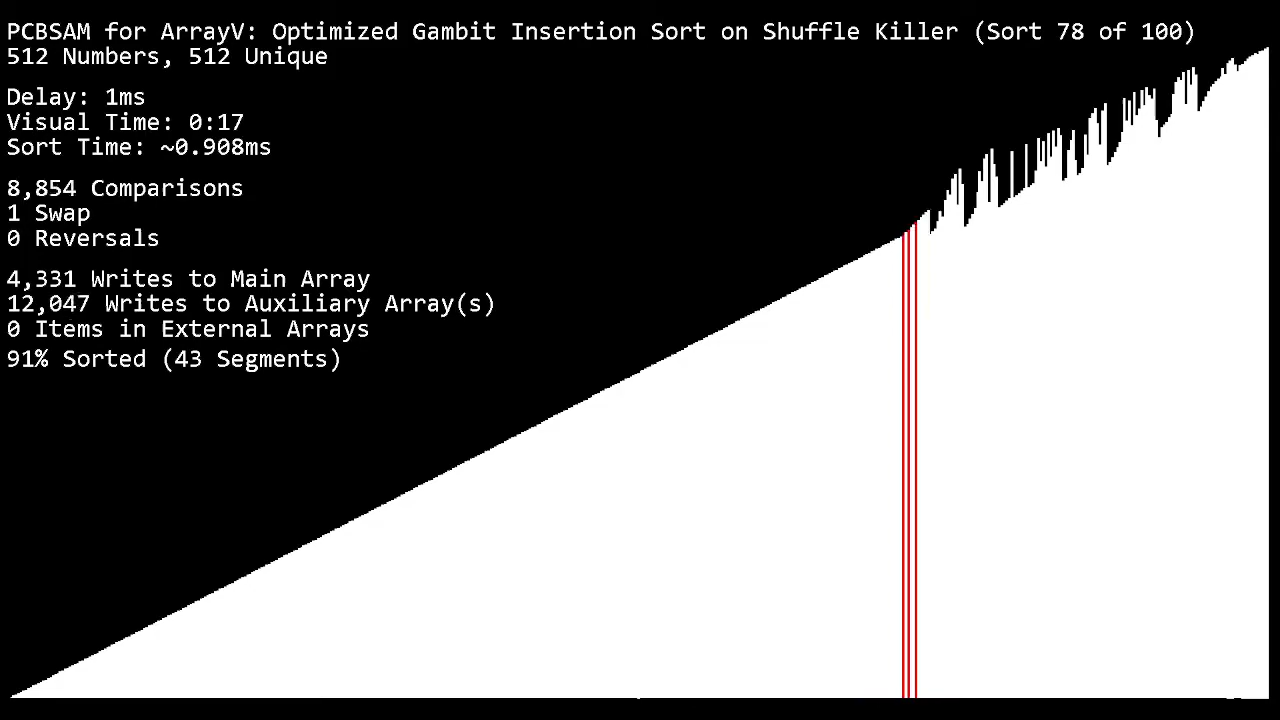 PCBSAM for ArrayV: Optimized Gambit Insertion Sort on Shuffle Killer (Sort 78 of 100)
512 Numbers, 512 Unique
Delay: 1ms
Visual Time: 0:17
Sort Time: ~0.908ms
8,854 Comparisons
1 Swap
0 Reversals
4,331 Writes to Main Array
12,047 Writes to Auxiliary Array(s)
0 Items in External Arrays
91% Sorted (43 Segments)